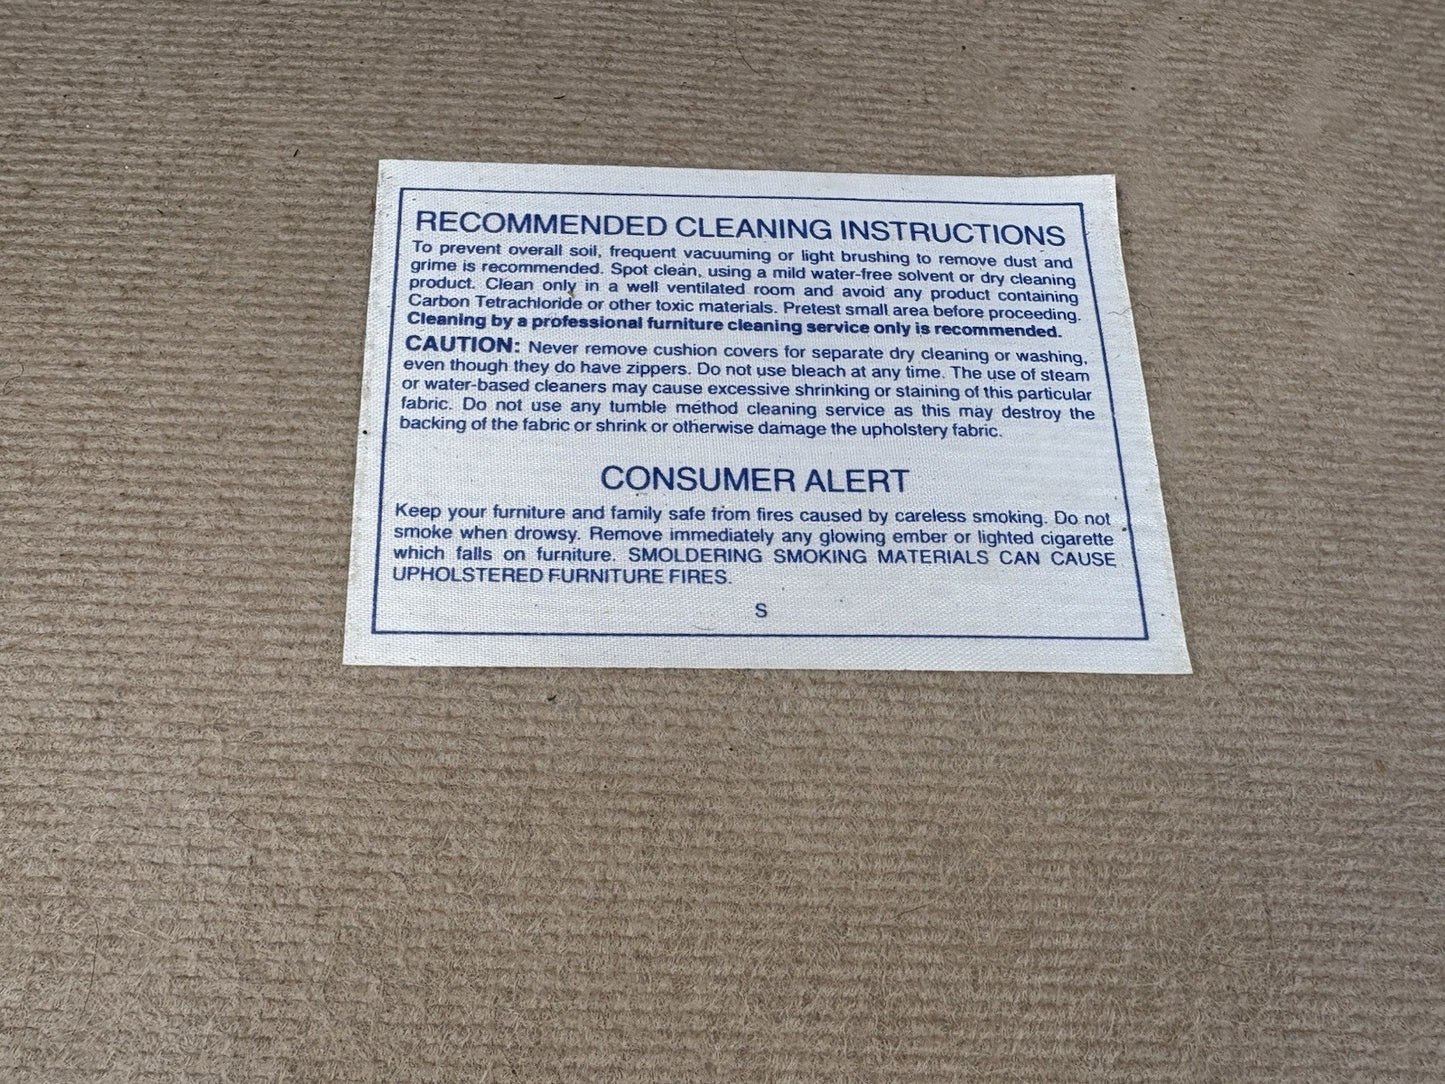 RECOMMENDED CLEANING INSTRUCTIONS
To prevent overall soil, frequent vacuuming or light brushing to remove dust and
grime is recommended. Spot clean, using a mild water-free solvent or dry cleaning
product. Clean only in a well ventilated room and avoid any product containing
Carbon Tetrachloride or other toxic materials. Pretest small area before proceeding.
Cleaning by a professional furniture cleaning service only is recommended.
CAUTION: Never remove cushion covers for separate dry cleaning or washing,
even though they do have zippers. Do not use bleach at any time. The use of steam
or water-based cleaners may cause excessive shrinking or staining of this particular
fabric. Do not use any tumble method cleaning service as this may destroy the
backing of the fabric or shrink or otherwise damage the upholstery fabric.
CONSUMER ALERT
Keep your furniture and family safe from fires caused by careless smoking. Do not
smoke when drowsy. Remove immediately any glowing ember or lighted cigarette
which falls on furniture. SMOLDERING SMOKING MATERIALS CAN CAUSE
UPHOLSTERED FURNITURE FIRES.
S